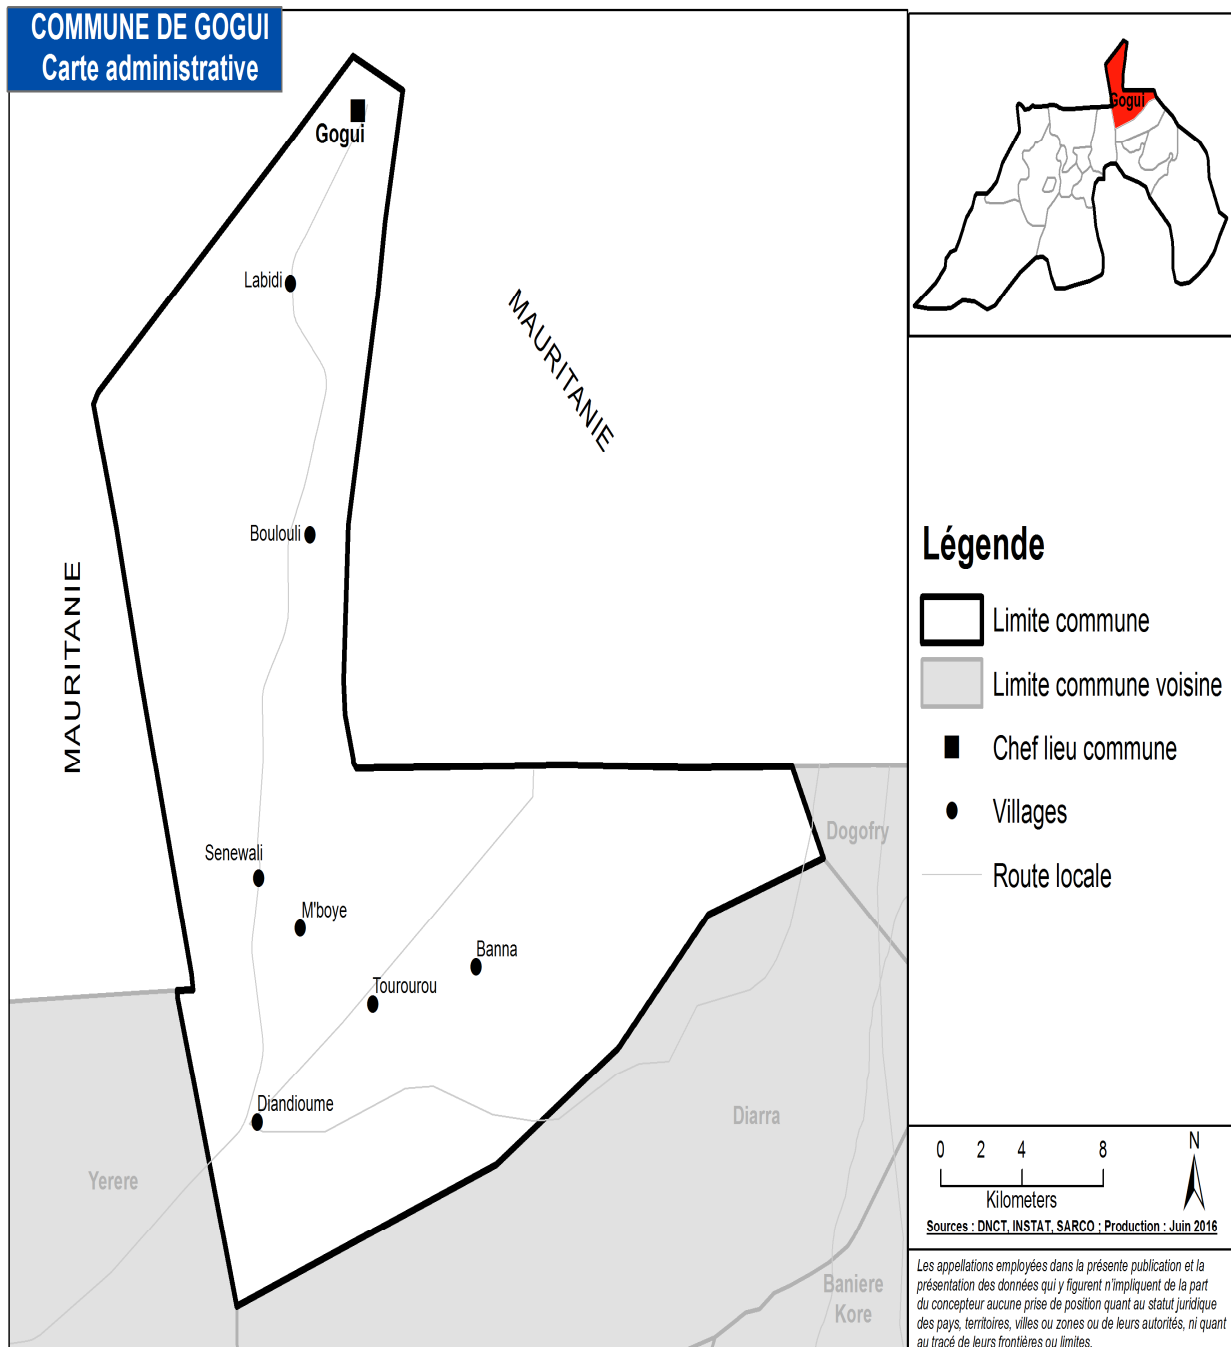 COMMUNE DE GOGUI
Carte administrative
Gogui
Labidi
MAURITANIE
Boulouli
MAURITANIE
Senewali
M'boye
Banna
Tourourou
Diandioume
Dogofry
Diarra
Yerere
Baniere
Kore
Gogui
Légende
Limite commune
Limite commune voisine
Chef lieu commune
Villages
Route locale
0 2 4 8
Kilometers
N
Sources : DNCT, INSTAT, SARCO ; Production : Juin 2016
Les appellations employées dans la présente publication et la
présentation des données qui y figurent n'impliquent de la part
du concepteur aucune prise de position quant au statut juridique
des pays, territoires, villes ou zones ou de leurs autorités, ni quant
au tracé de leurs frontières ou limites.